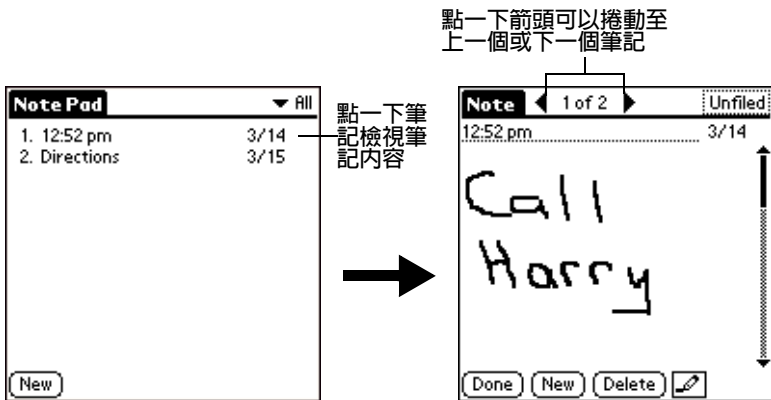 點一下箭頭可以捲動至
上一個或下一個筆記
Note Pad All
1. 12:52 pm 3/14
2. Directions 3/15
New
點一下筆
記檢視筆
記內容
Note 1 of 2 Unfiled
12:52 pm 3/14
Call
Harry
Done New Delete